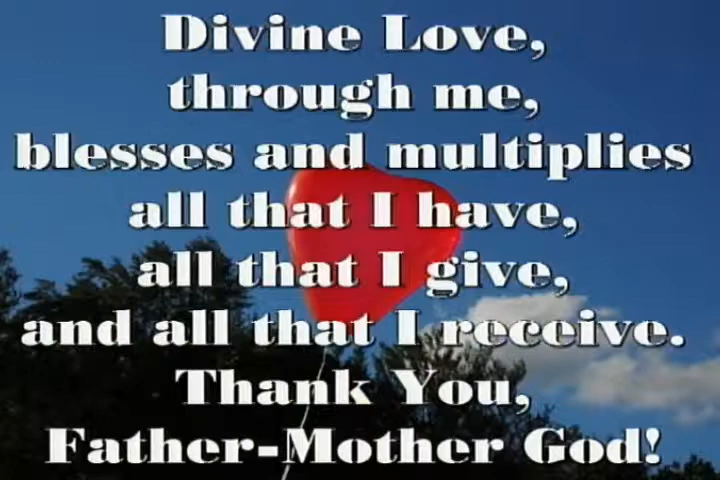 Divine Love,
through me,
blesses and multiplies
all that I have,
all that I give,
and all that I receive.
Thank You,
Father-Mother God!